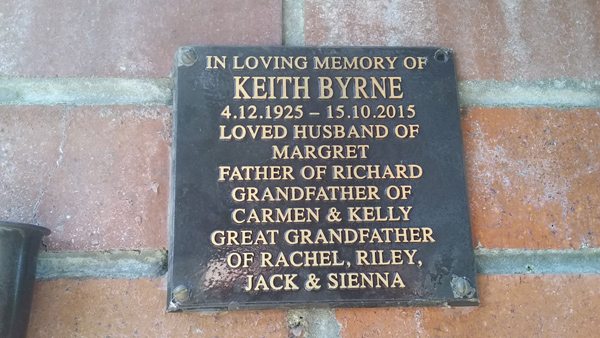 IN LOVING MEMORY OF
KEITH BYRNE
4.12.1925 – 15.10.2015
LOVED HUSBAND OF
MARGRET
FATHER OF RICHARD
GRANDFATHER OF
CARMEN & KELLY
GREAT GRANDFATHER
OF RACHEL, RILEY,
JACK & SIENNA